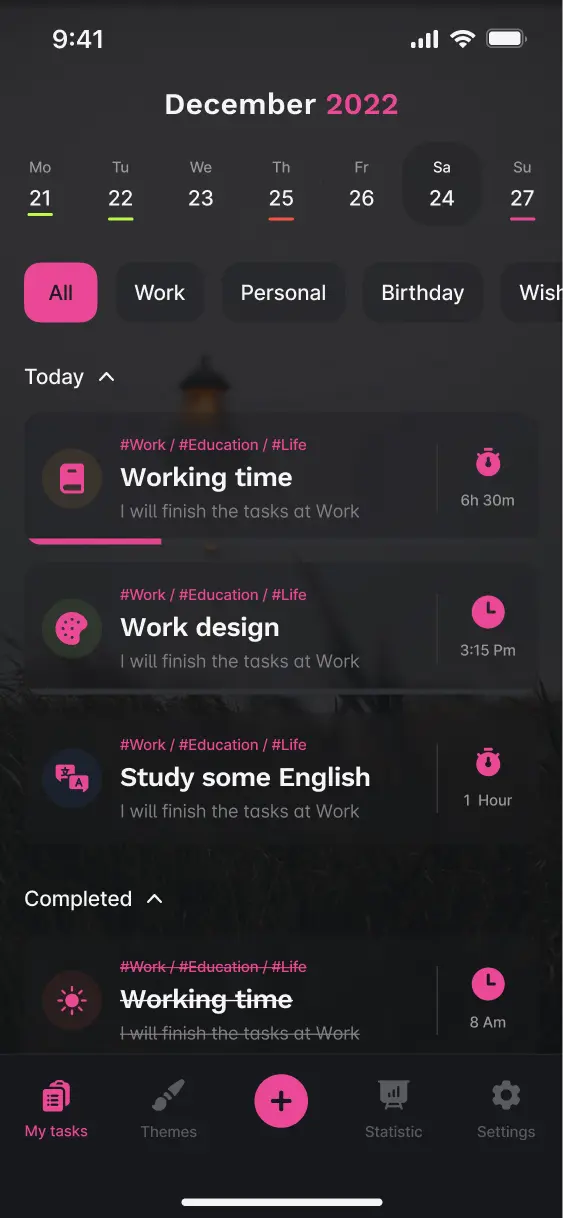 9:41
December 2022
Mo Tu We Th Fr Sa Su
21 22 23 25 26 24 27
All Work Personal Birthday Wish
Today
#Work / #Education / #Life
Working time
I will finish the tasks at Work
6h 30m
#Work / #Education / #Life
Work design
I will finish the tasks at Work
3:15 Pm
#Work / #Education / #Life
Study some English
I will finish the tasks at Work
1 Hour
Completed
#Work / #Education / #Life
Working time
I will finish the tasks at Work
8 Am
My tasks Themes Statistic Settings